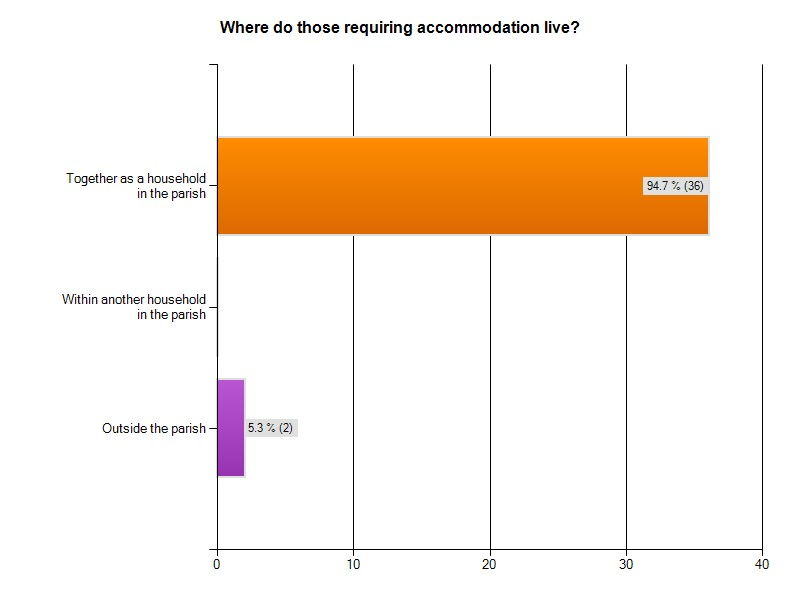 Where do those requiring accommodation live?
Together as a household
in the parish
94.7 % (36)
Within another household
in the parish
Outside the parish
5.3 % (2)
0 10 20 30 40